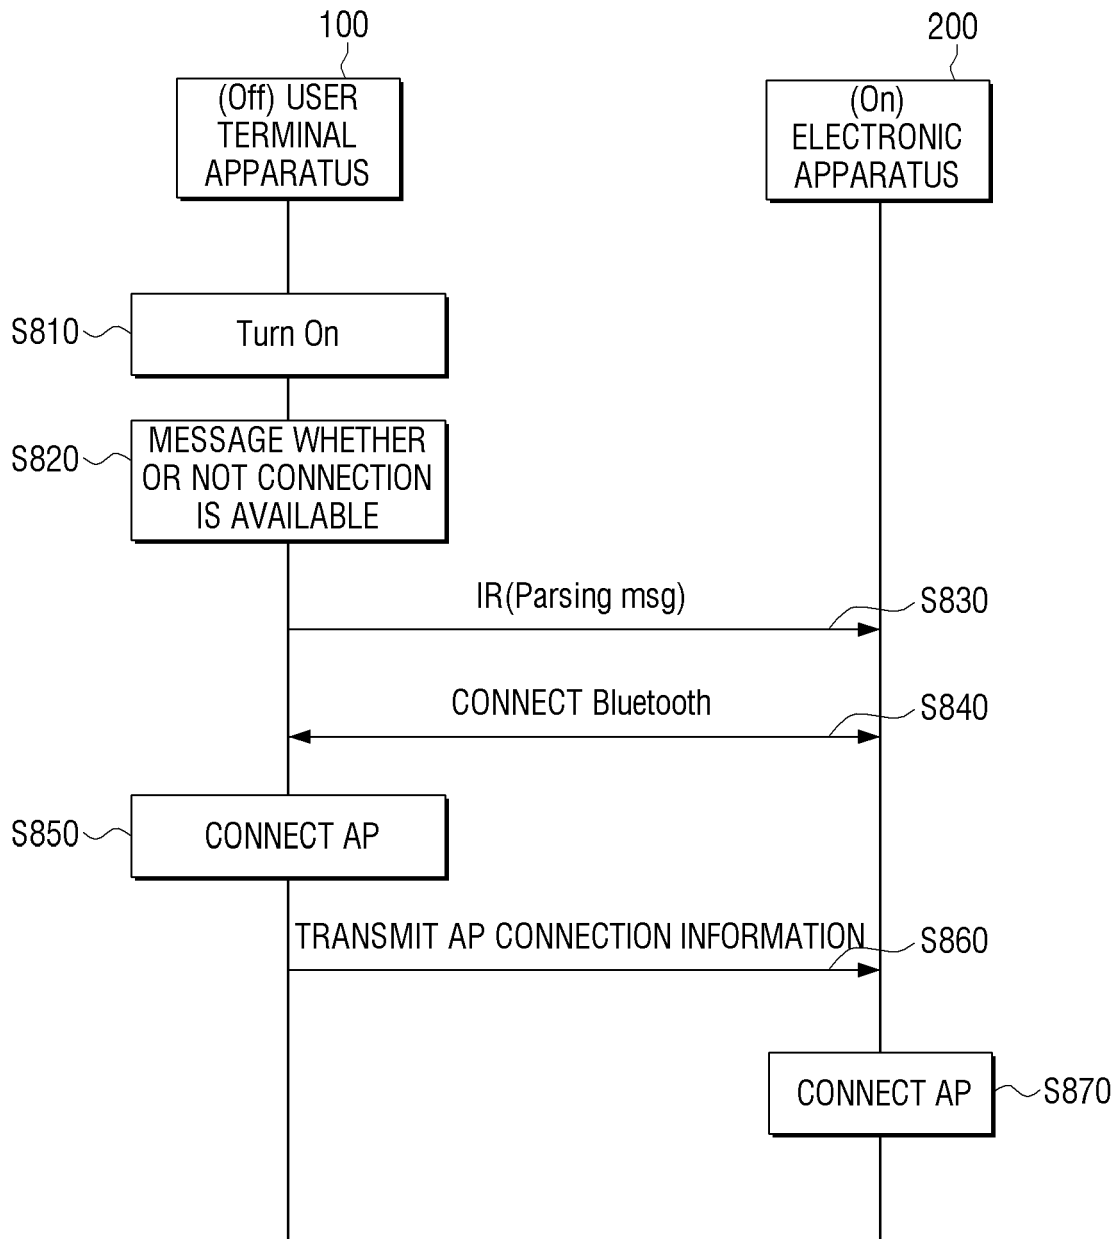 100
200
(Off) USER
TERMINAL
APPARATUS
(On)
ELECTRONIC
APPARATUS
S810
Turn On
S820
MESSAGE WHETHER
OR NOT CONNECTION
IS AVAILABLE
IR(Parsing msg)
S830
CONNECT Bluetooth
S840
S850
CONNECT AP
TRANSMIT AP CONNECTION INFORMATION
S860
CONNECT AP
S870